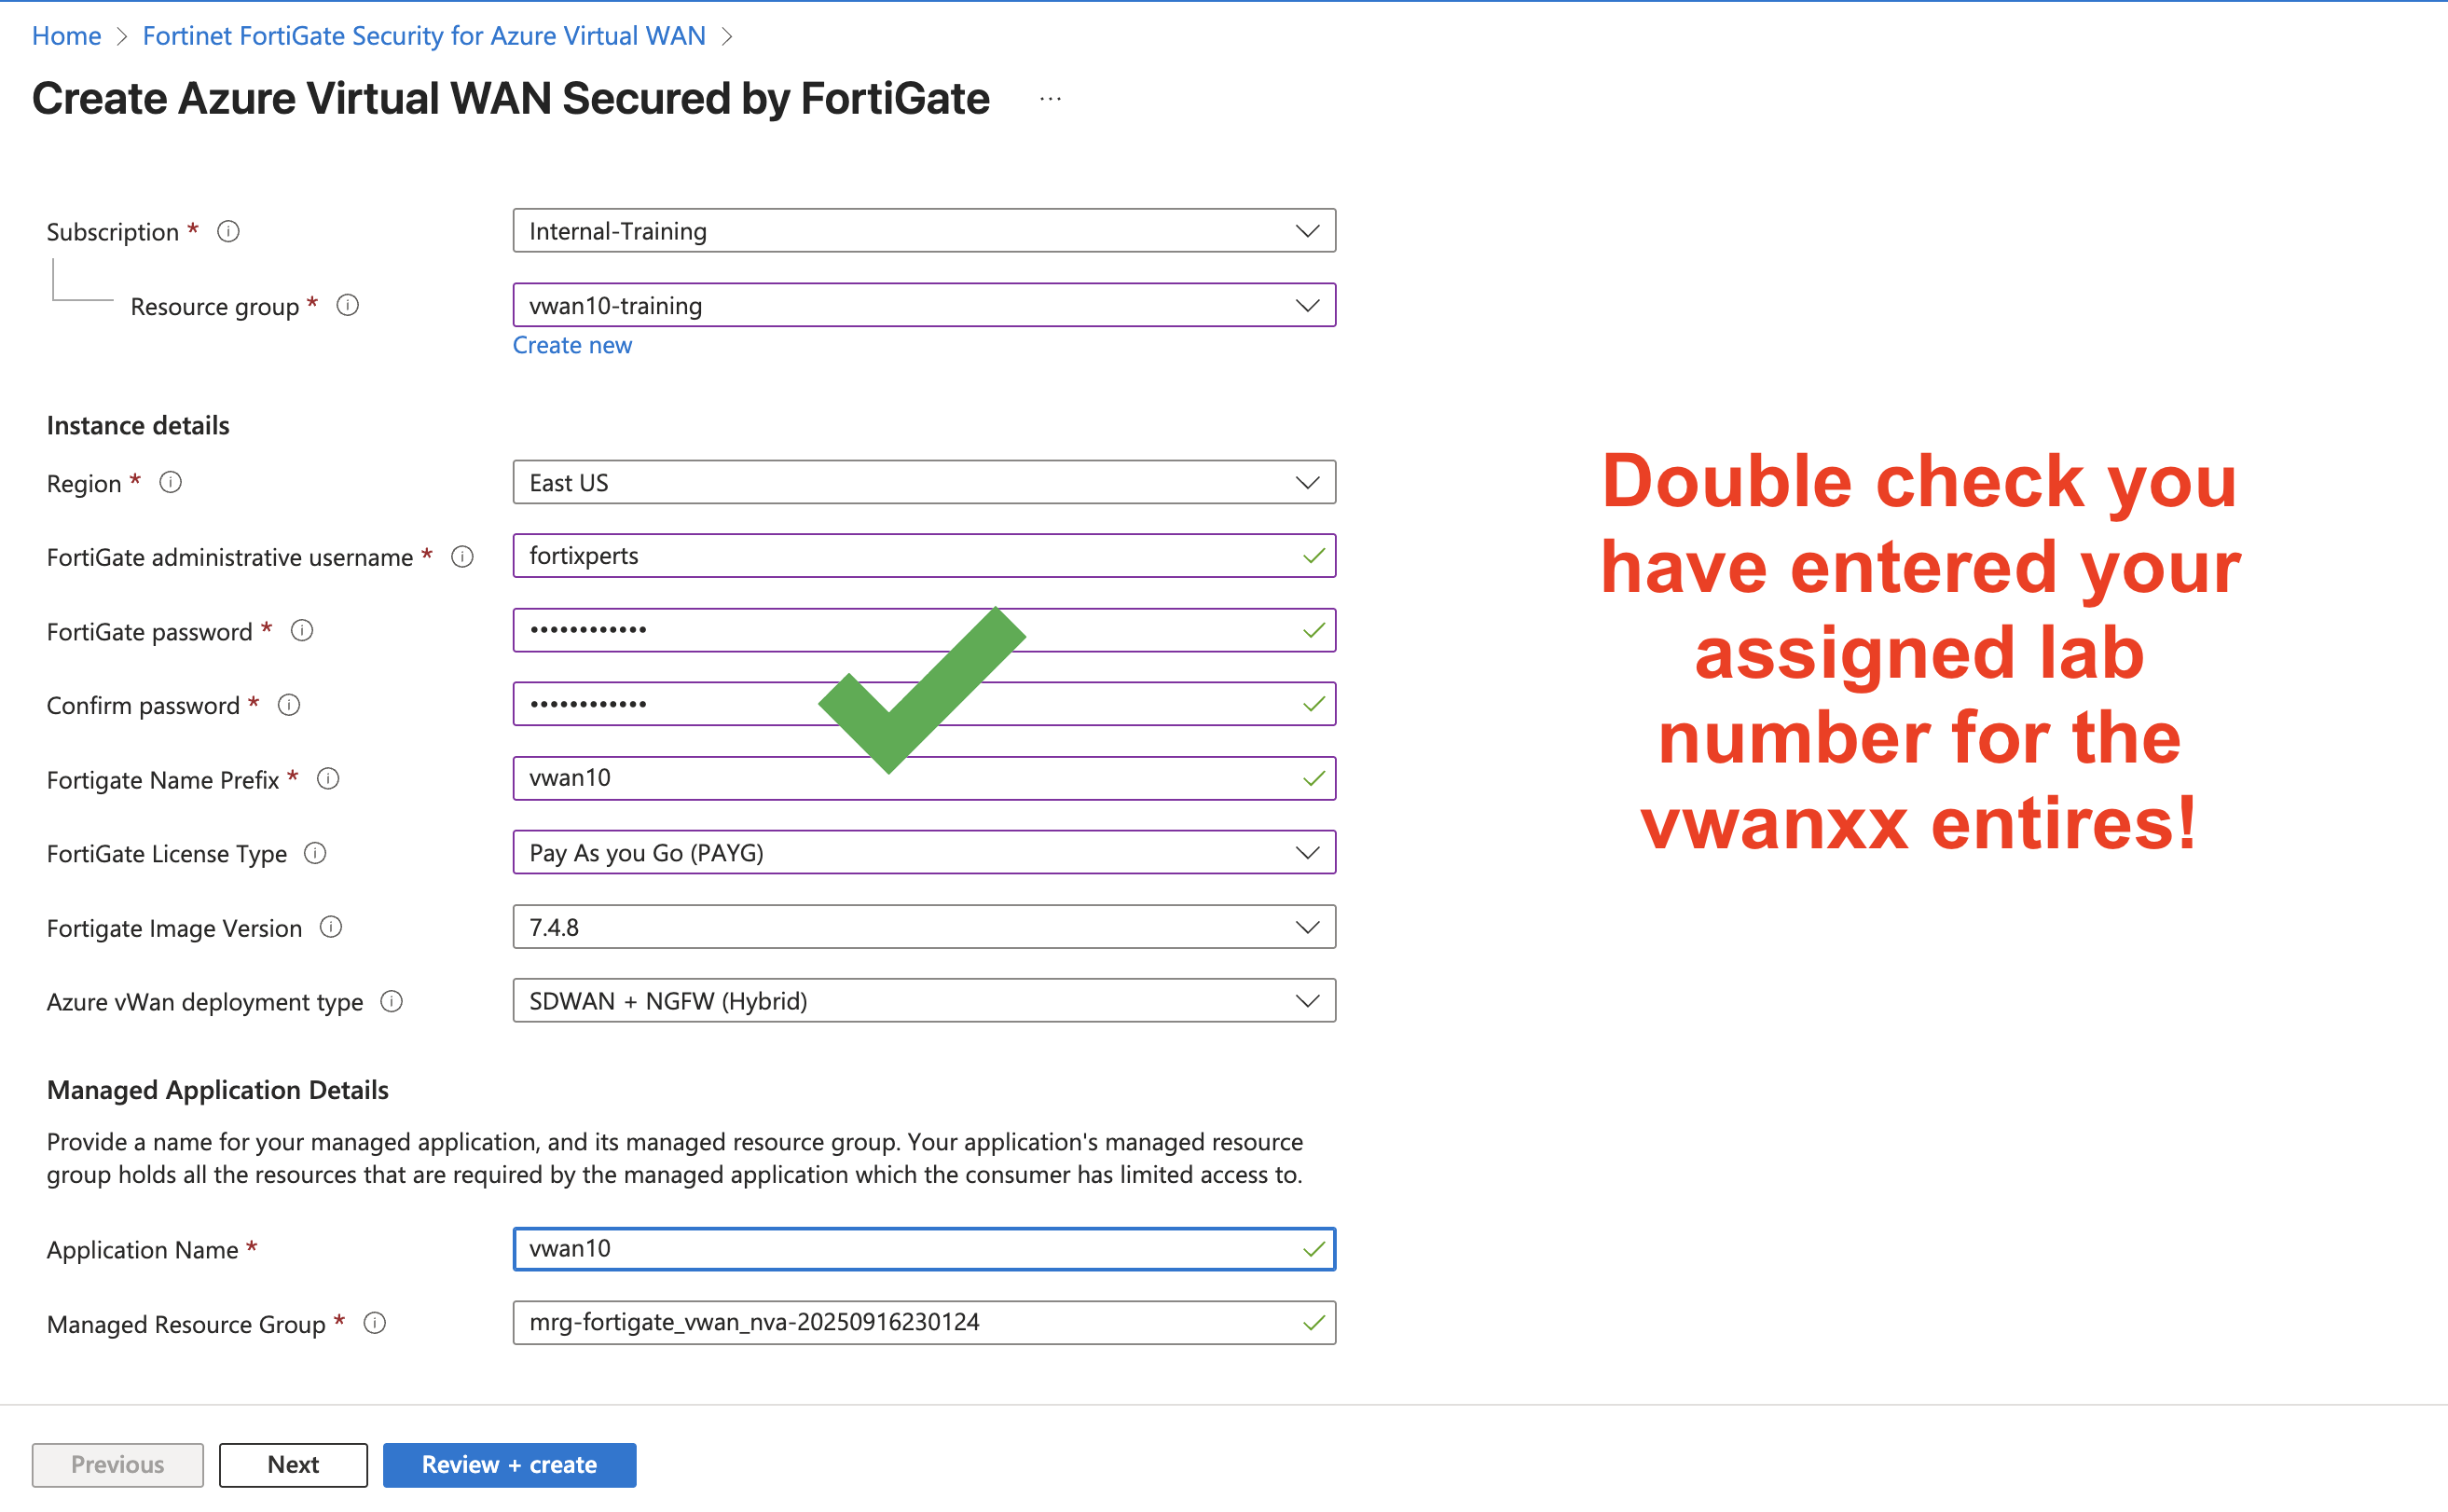 Home > Fortinet FortiGate Security for Azure Virtual WAN >
Create Azure Virtual WAN Secured by FortiGate ...
Subscription * Internal-Training
Resource group * vwan10-training
Create new
Instance details
Region * East US
FortiGate administrative username * fortixperts
FortiGate password * ••••••••••••
Confirm password * ••••••••••••
Fortigate Name Prefix * vwan10
FortiGate License Type Pay As you Go (PAYG)
Fortigate Image Version 7.4.8
Azure vWan deployment type SDWAN + NGFW (Hybrid)
Managed Application Details
Provide a name for your managed application, and its managed resource group. Your application's managed resource
group holds all the resources that are required by the managed application which the consumer has limited access to.
Application Name * vwan10
Managed Resource Group * mrg-fortigate_vwan_nva-20250916230124
Previous Next Review + create
Double check you
have entered your
assigned lab
number for the
vwanxx entires!